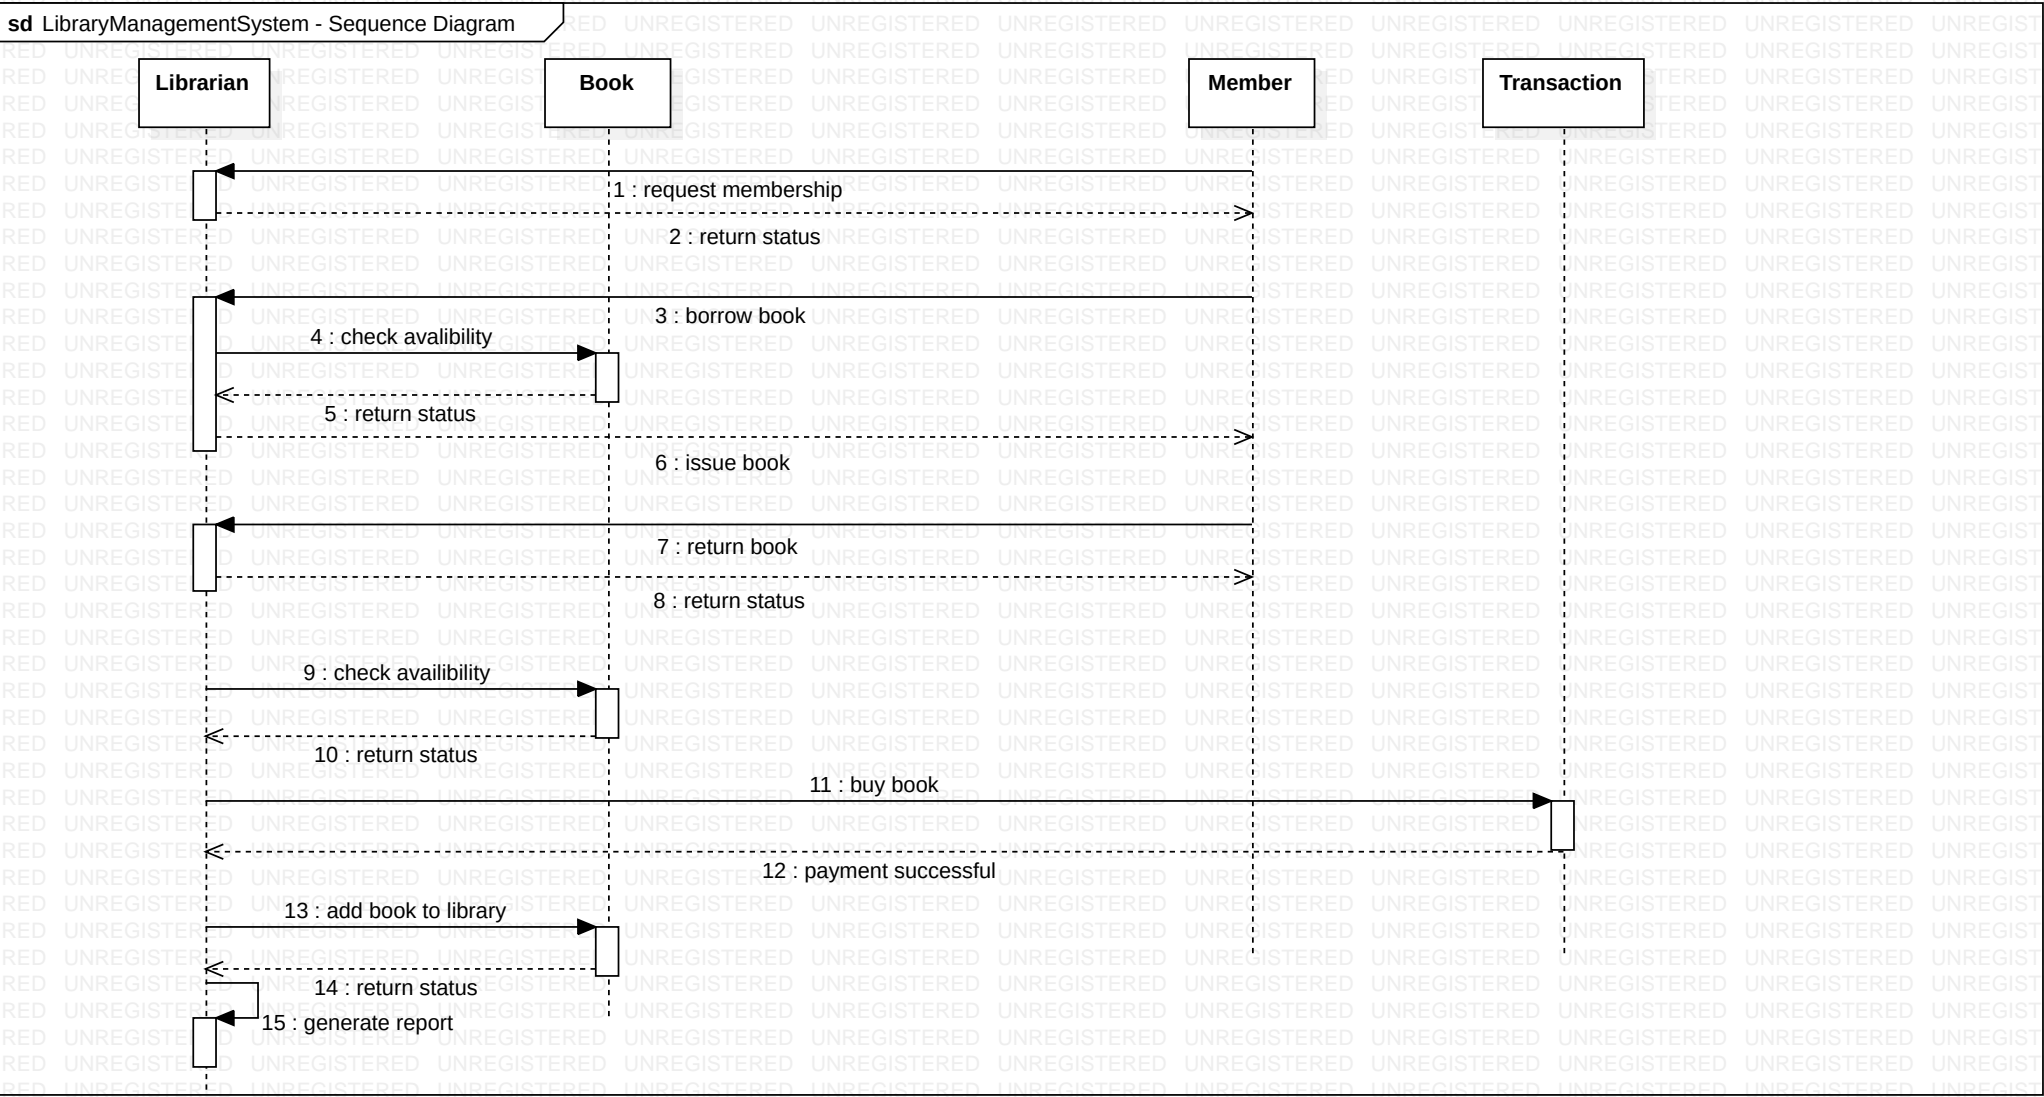 sd LibraryManagementSystem - Sequence Diagram
Librarian
Book
Member
Transaction
1 : request membership
2 : return status
3 : borrow book
4 : check avalibility
5 : return status
6 : issue book
7 : return book
8 : return status
9 : check availibility
10 : return status
11 : buy book
12 : payment successful
13 : add book to library
14 : return status
15 : generate report
UNREGISTERED